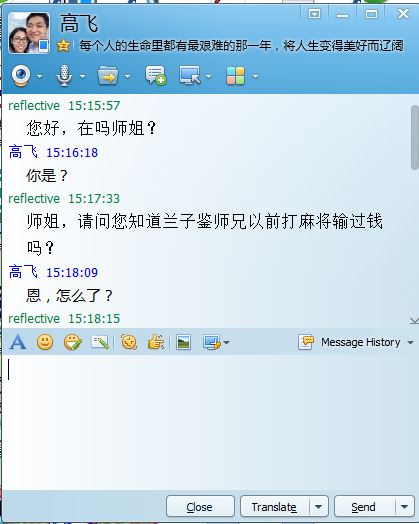 高飞
每个人的生命里都有最艰难的那一年，将人生变得美好而辽阔
reflective 15:15:57
您好，在吗师姐？
高飞 15:16:18
你是？
reflective 15:17:33
师姐，请问您知道兰子鉴师兄以前打麻将输过钱
吗？
高飞 15:18:09
恩，怎么了？
reflective 15:18:15
Message History
Close Translate Send